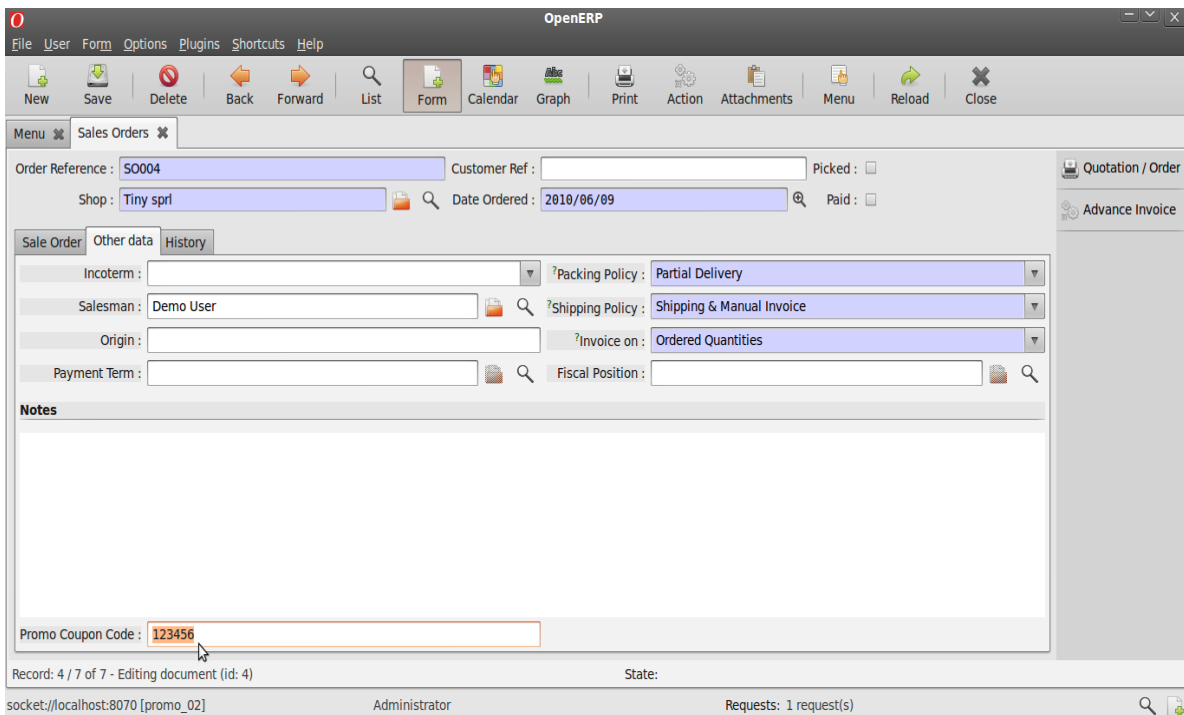 OpenERP
File User Form Options Plugins Shortcuts Help
New Save Delete Back Forward List Form Calendar Graph Print Action Attachments Menu Reload Close
Menu Sales Orders
Order Reference : SO004 Customer Ref : Picked :
Quotation / Order
Shop : Tiny sprl Date Ordered : 2010/06/09 Paid :
Advance Invoice
Sale Order Other data History
Incoterm : ?Packing Policy : Partial Delivery
Salesman : Demo User ?Shipping Policy : Shipping & Manual Invoice
Origin : ?Invoice on : Ordered Quantities
Payment Term : Fiscal Position :
Notes
Promo Coupon Code : 123456
Record: 4 / 7 of 7 - Editing document (id: 4) State:
socket://localhost:8070 [promo_02] Administrator Requests: 1 request(s)